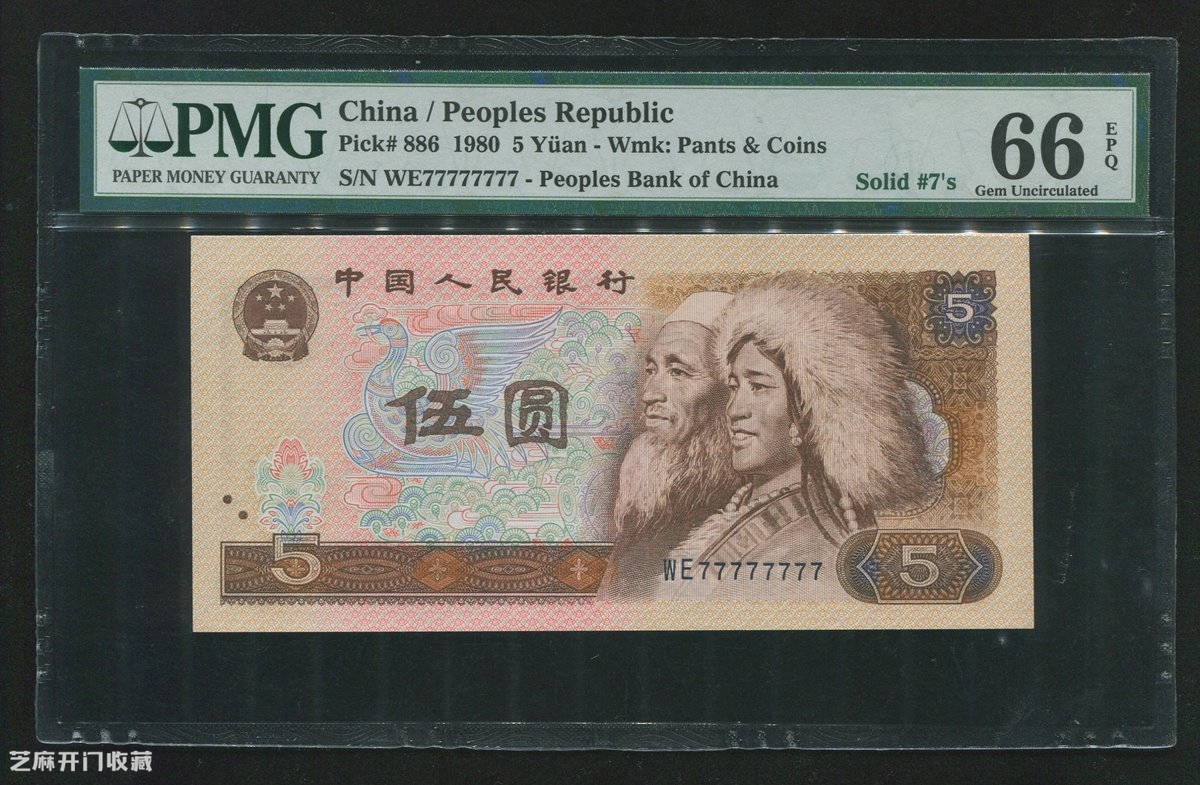 PMG
PAPER MONEY GUARANTY
China / Peoples Republic
Pick# 886 1980 5 Yüan - Wmk: Pants & Coins
S/N WE77777777 - Peoples Bank of China
Solid #7's
66
EPQ
Gem Uncirculated
中国人民银行
5
伍圆
5
WE77777777
5
芝麻开门收藏